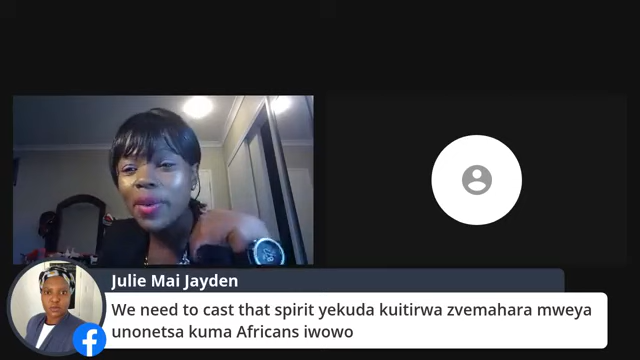 Julie Mai Jayden
We need to cast that spirit yekuda kuitirwa zvemahara mweya
unonetsa kuma Africans iwowo